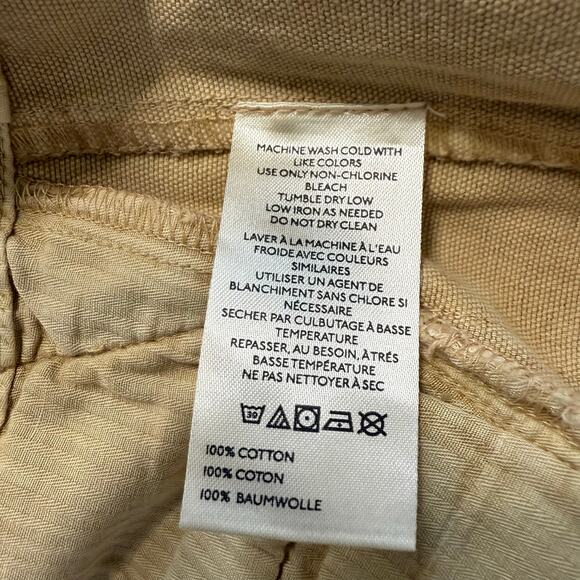 MACHINE WASH COLD WITH
LIKE COLORS
USE ONLY NON-CHLORINE
BLEACH
TUMBLE DRY LOW
LOW IRON AS NEEDED
DO NOT DRY CLEAN
LAVER À LA MACHINE À L'EAU
FROIDE AVEC COULEURS
SIMILAIRES
UTILISER UN AGENT DE
BLANCHIMENT SANS CHLORE SI
NÉCESSAIRE
SECHER PAR CULBUTAGE À BASSE
TEMPERATURE
REPASSER, AU BESOIN, À TRÉS
BASSE TEMPÉRATURE
NE PAS NETTOYER À SEC
30
100% COTTON
100% COTON
100% BAUMWOLLE